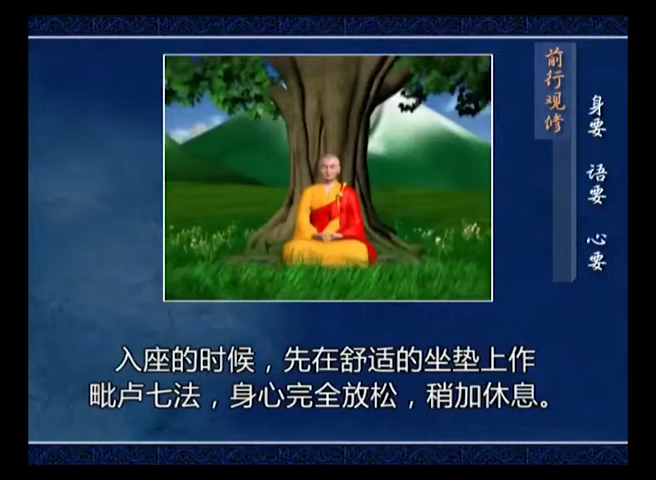 前行观修
身要 语要 心要
入座的时候，先在舒适的坐垫上作
毗卢七法，身心完全放松，稍加休息。